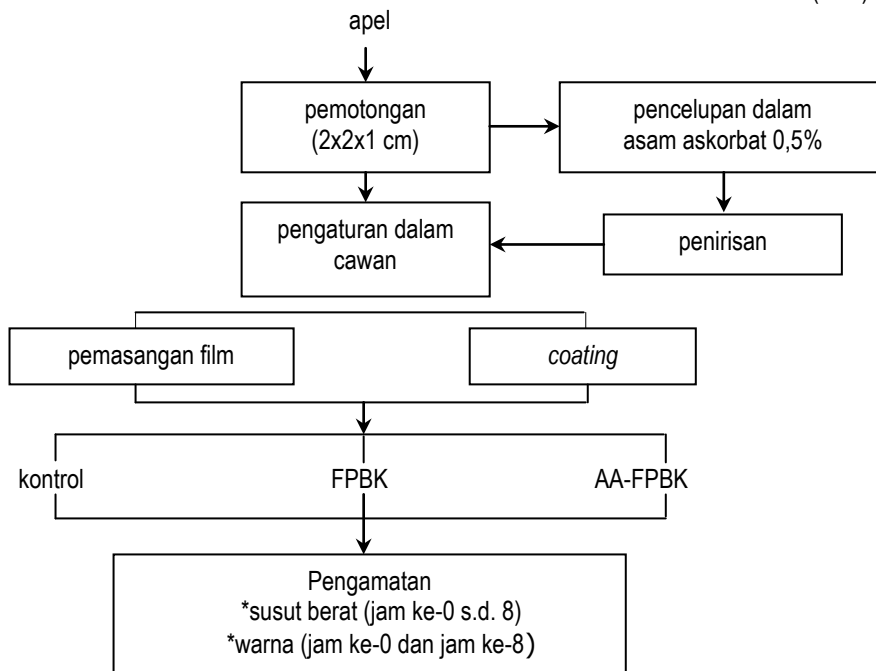 apel
pemotongan
(2x2x1 cm)
pencelupan dalam
asam askorbat 0,5%
pengaturan dalam
cawan
penirisan
pemasangan film
coating
kontrol
FPBK
AA-FPBK
Pengamatan
*susut berat (jam ke-0 s.d. 8)
*warna (jam ke-0 dan jam ke-8)